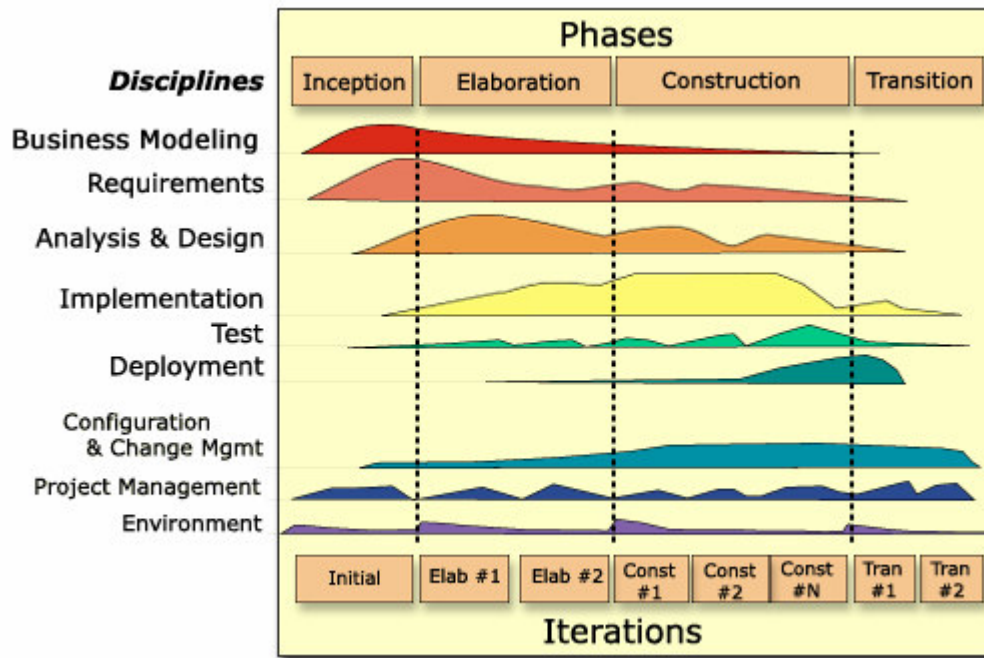 Phases
Disciplines
Inception
Elaboration
Construction
Transition
Business Modeling
Requirements
Analysis & Design
Implementation
Test
Deployment
Configuration
& Change Mgmt
Project Management
Environment
Initial
Elab #1
Elab #2
Const
#1
Const
#2
Const
#N
Tran
#1
Tran
#2
Iterations